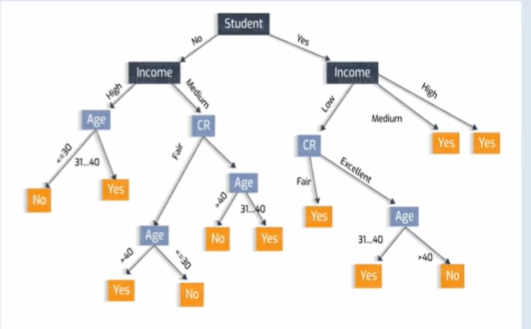 Student
No
Yes
Income
Income
High
Medium
Low
Medium
High
Age
CR
CR
Yes
Yes
<=30
31...40
Fair
Fair
Excellent
No
Yes
Age
>40
31...40
Yes
Age
Age
No
Yes
31...40
>40
>40
<=30
Yes
No
Yes
No